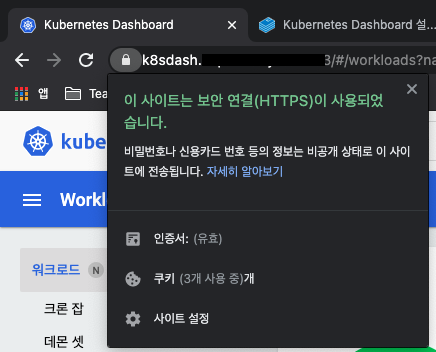 Kubernetes Dashboard
Kubernetes Dashboard 설...
k8sdash.
/#/workloads?na
앱
Tea
kube
이 사이트는 보안 연결(HTTPS)이 사용되었
습니다.
비밀번호나 신용카드 번호 등의 정보는 비공개 상태로 이 사이
트에 전송됩니다. 자세히 알아보기
Workl
인증서: (유효)
워크로드 N
쿠키 (3개 사용 중)개
크론 잡
사이트 설정
데몬 셋